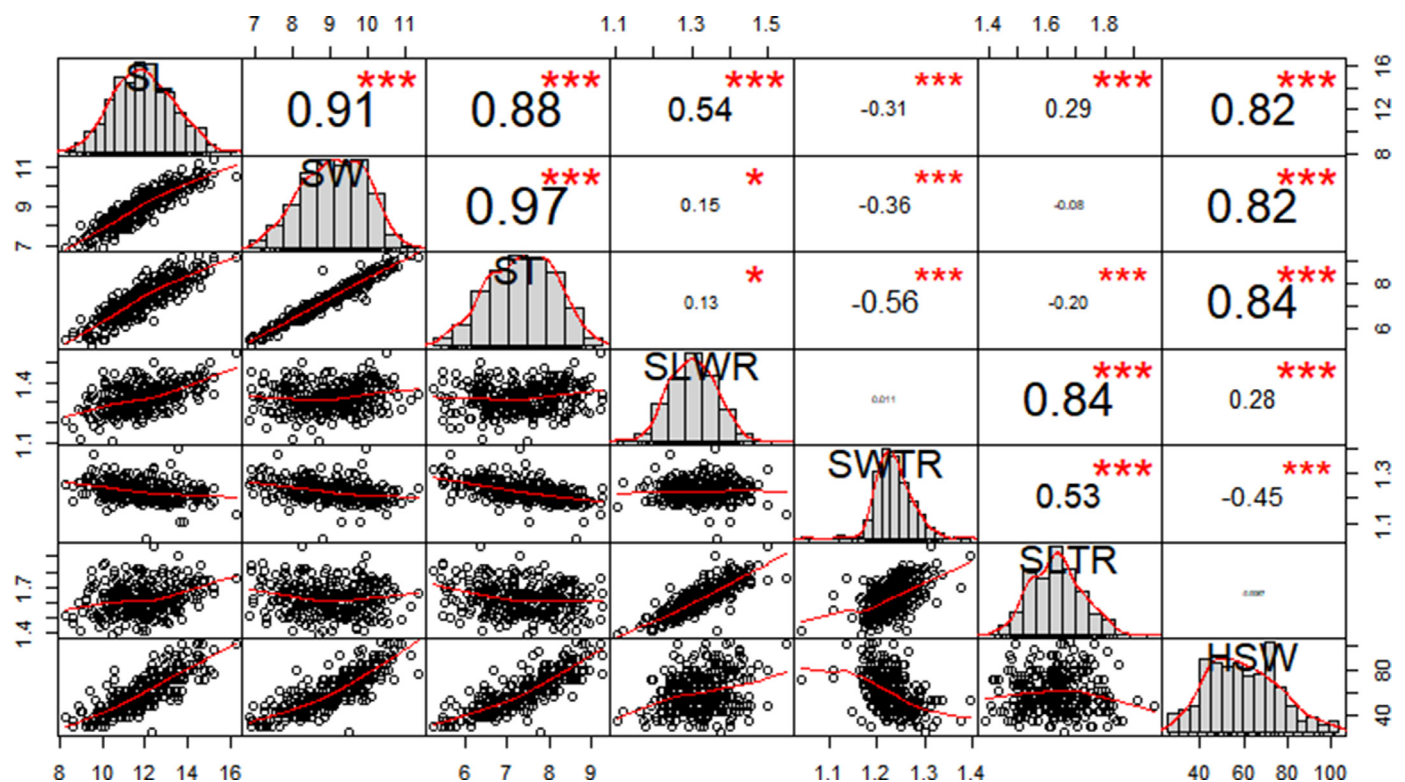 7 8 9 10 11 1.1 1.3 1.5 1.4 1.6 1.8
SL *** *** *** *** *** *** 16
0.91 0.88 0.54 -0.31 0.29 0.82 12
8
11 SW *** * *** ***
9 0.97 0.15 -0.36 -0.08 0.82
7
ST * *** *** *** 8
0.13 -0.56 -0.20 0.84
6
1.4 SLWR *** ***
0.011 0.84 0.28
1.1
SWTR *** *** 1.3
0.53 -0.45
1.1
1.7 SLTR
1.4
HSW 80
40
8 10 12 14 16 6 7 8 9 1.1 1.2 1.3 1.4 40 60 80 100